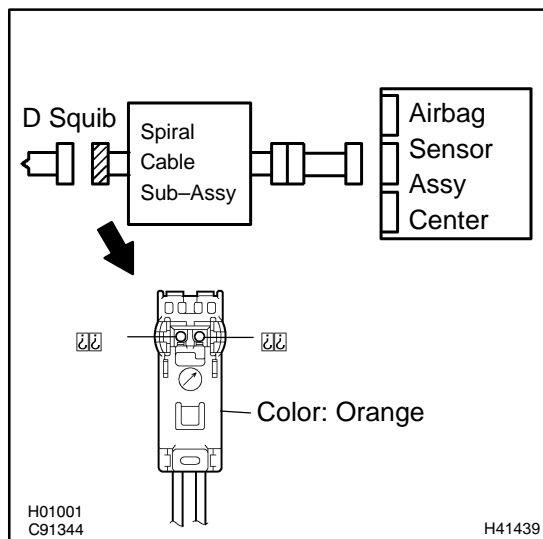 D Squib
Spiral
Cable
Sub–Assy
Airbag
Sensor
Assy
Center
Color: Orange
H01001
C91344
H41439